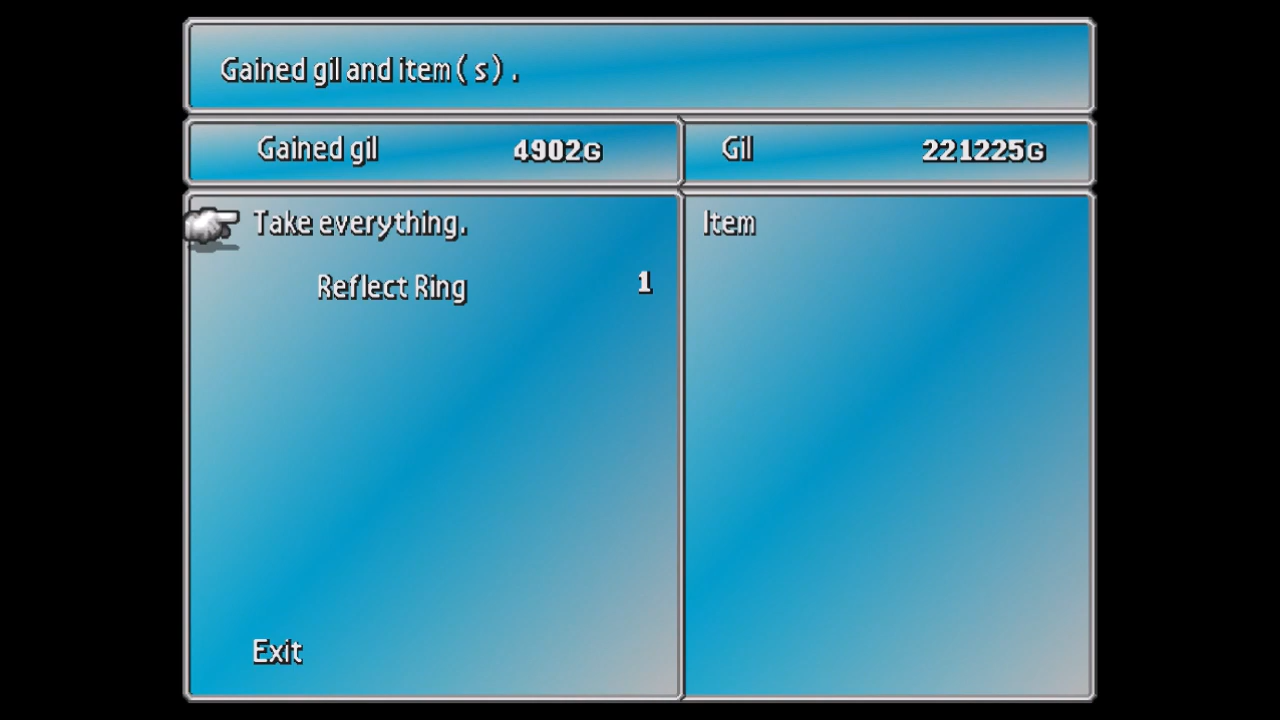 Gained gil and item(s).
Gained gil 4902G Gil 221225G
Take everything. Item
Reflect Ring 1
Exit